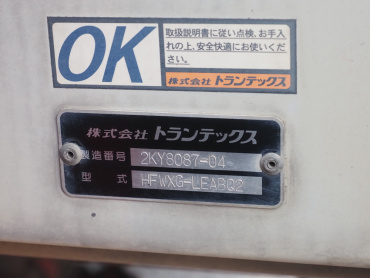 OK
取扱説明書に従い点検、お手入
れの上、安全快適にお使いくだ
さい。
株式会社 トランテックス
株式会社 トランテックス
製造番号 2KY8087-04
型 式 HFWXG-LEABQ2